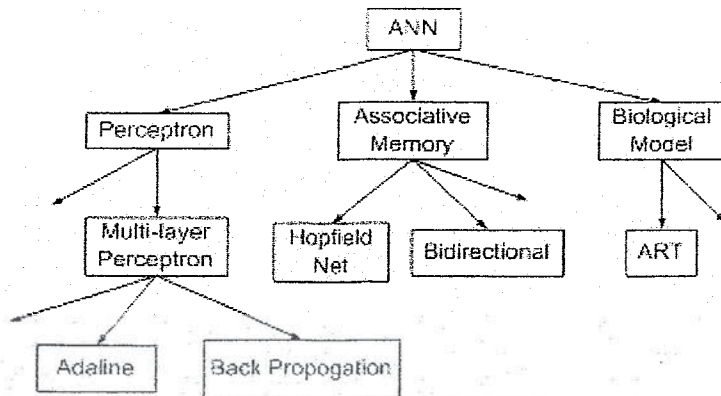 ANN
Perceptron
Associative
Memory
Biological
Model
Multi-layer
Perceptron
Hopfield
Net
Bidirectional
ART
Adaline
Back Propogation